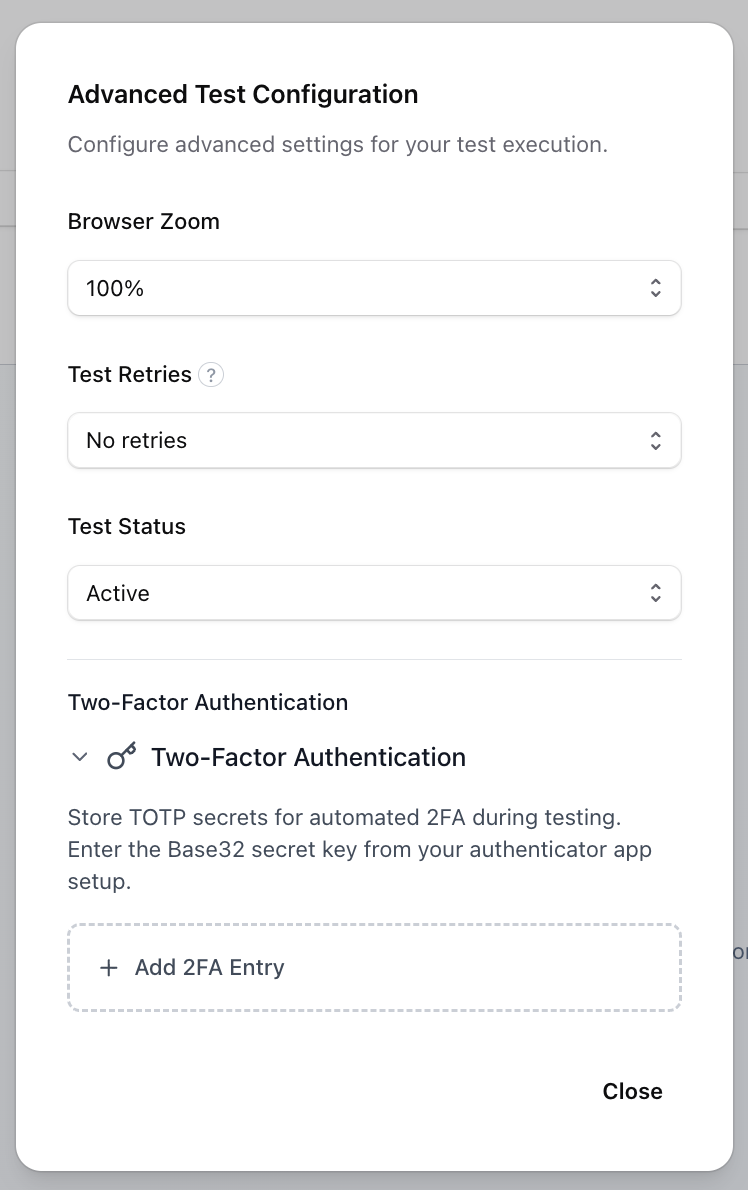 Advanced Test Configuration
Configure advanced settings for your test execution.
Browser Zoom
100%
Test Retries ?
No retries
Test Status
Active
Two-Factor Authentication
Two-Factor Authentication
Store TOTP secrets for automated 2FA during testing.
Enter the Base32 secret key from your authenticator app
setup.
+ Add 2FA Entry
Close